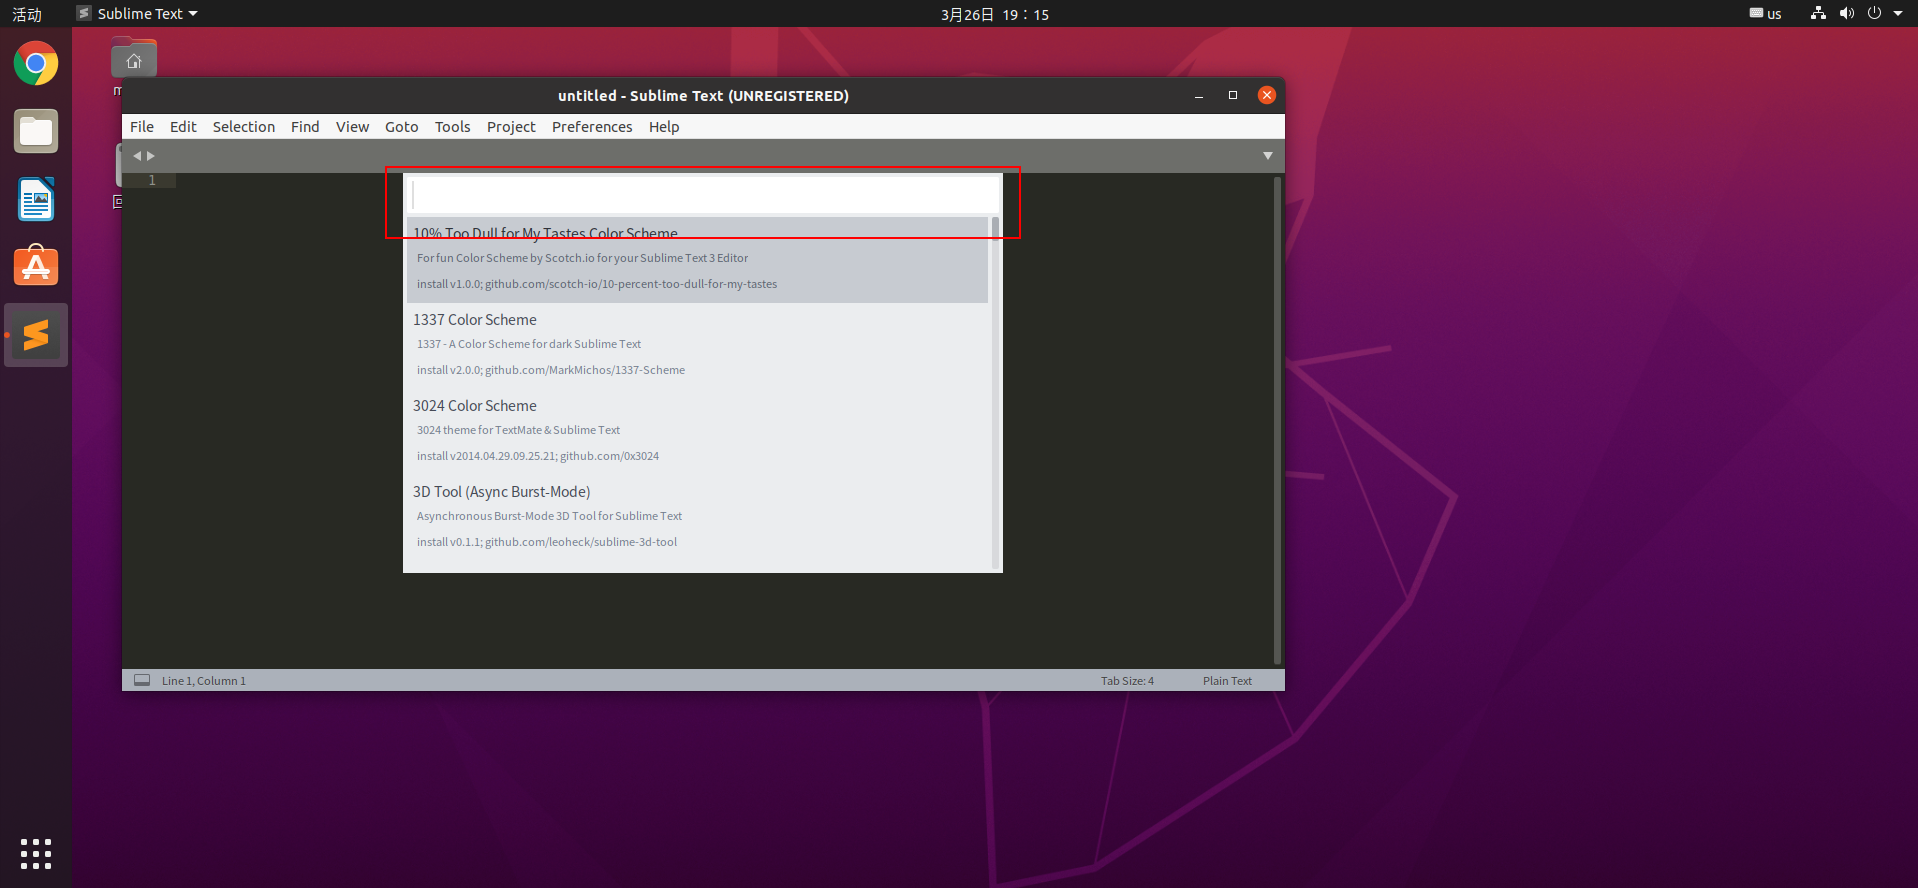 活动 Sublime Text 3月26日 19：15 us
m
untitled - Sublime Text (UNREGISTERED)
File Edit Selection Find View Goto Tools Project Preferences Help
1
10% Too Dull for My Tastes Color Scheme
For fun Color Scheme by Scotch.io for your Sublime Text 3 Editor
install v1.0.0; github.com/scotch-io/10-percent-too-dull-for-my-tastes
1337 Color Scheme
1337 - A Color Scheme for dark Sublime Text
install v2.0.0; github.com/MarkMichos/1337-Scheme
3024 Color Scheme
3024 theme for TextMate & Sublime Text
install v2014.04.29.09.25.21; github.com/0x3024
3D Tool (Async Burst-Mode)
Asynchronous Burst-Mode 3D Tool for Sublime Text
install v0.1.1; github.com/leoheck/sublime-3d-tool
Line 1, Column 1 Tab Size: 4 Plain Text